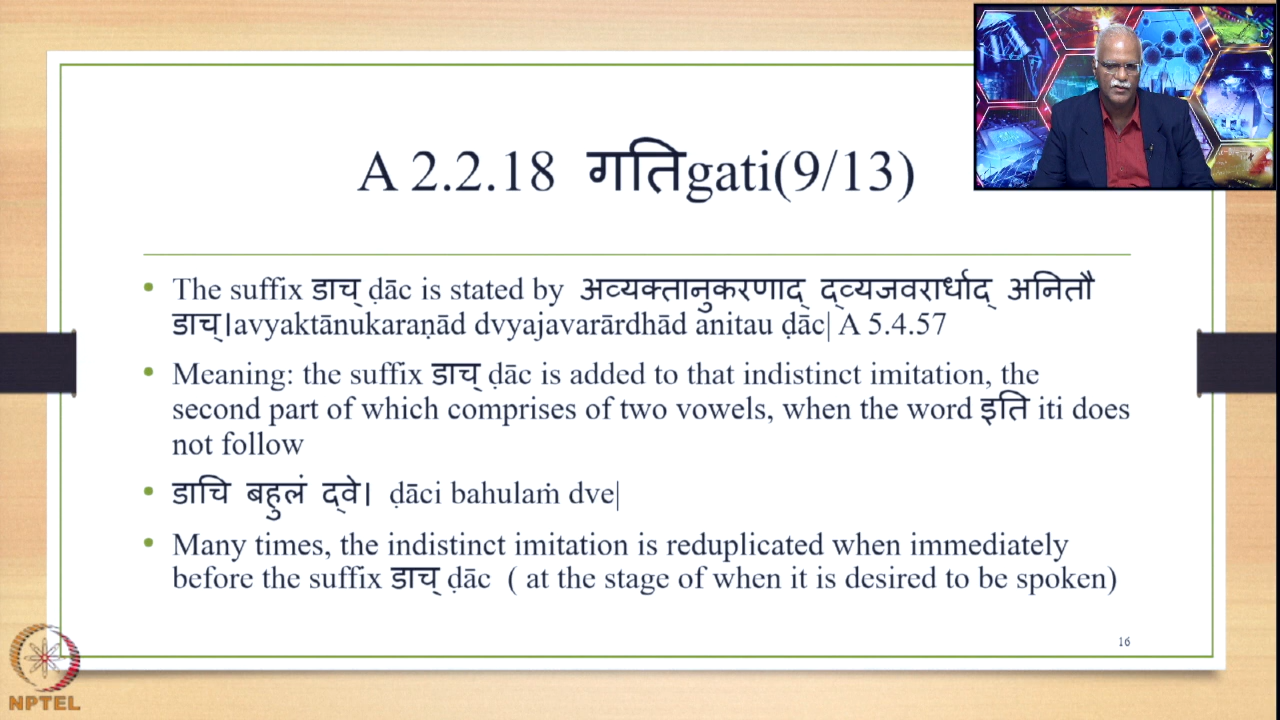 A 2.2.18 गतिgati(9/13)
• The suffix डाच् ḍāc is stated by अव्यक्तानुकरणाद् द्व्यजवरार्धाद् अनितौ
डाच्।avyaktānukaraṇād dvyajavarārdhād anitau ḍāc| A 5.4.57
• Meaning: the suffix डाच् ḍāc is added to that indistinct imitation, the
second part of which comprises of two vowels, when the word इति iti does
not follow
• डाचि बहुलं द्वे। ḍāci bahulaṁ dve|
• Many times, the indistinct imitation is reduplicated when immediately
before the suffix डाच् ḍāc ( at the stage of when it is desired to be spoken)
16
NPTEL